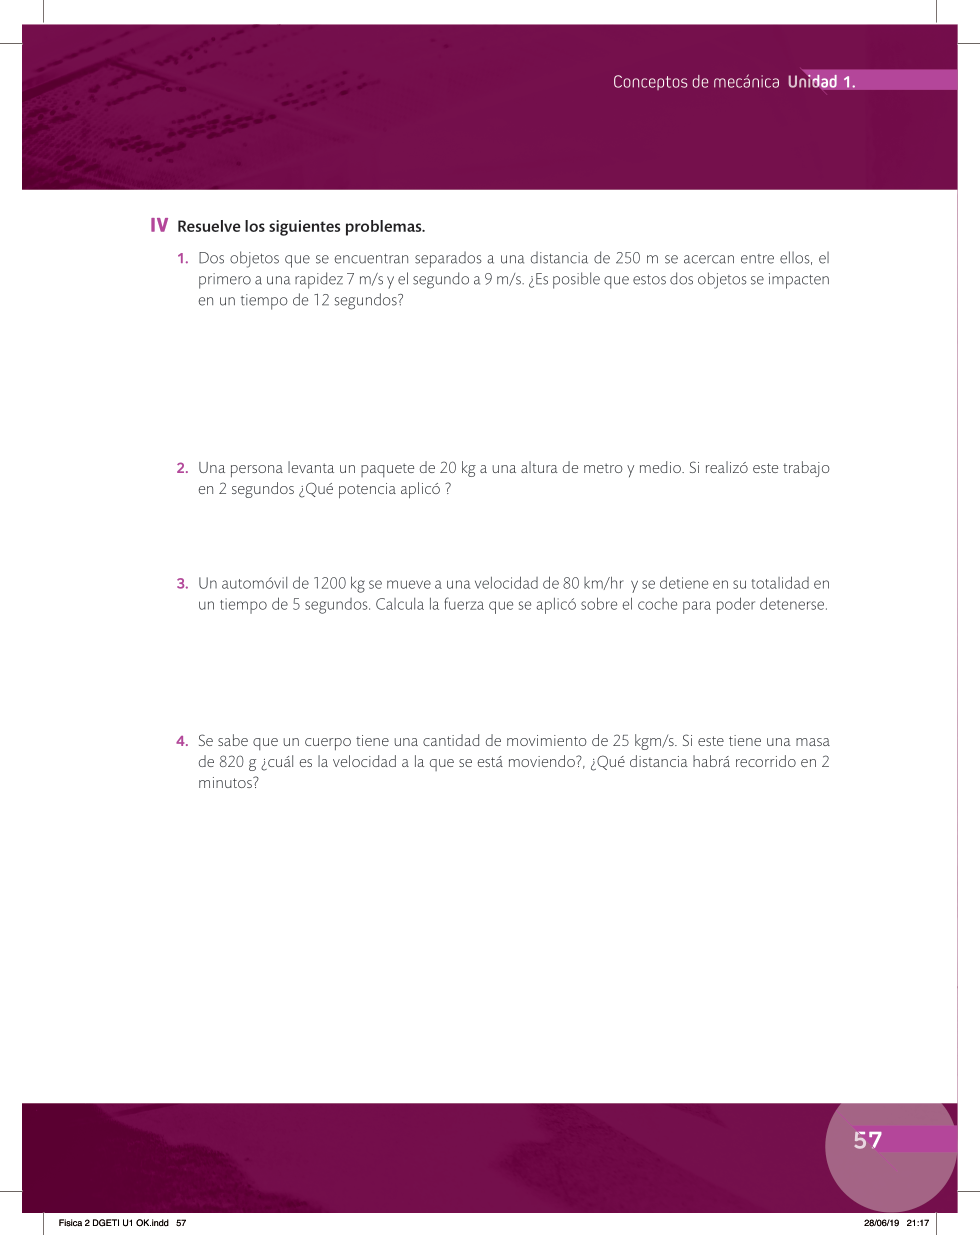 Conceptos de mecánica Unidad 1.
IV Resuelve los siguientes problemas.
1. Dos objetos que se encuentran separados a una distancia de 250 m se acercan entre ellos, el
primero a una rapidez 7 m/s y el segundo a 9 m/s. ¿Es posible que estos dos objetos se impacten
en un tiempo de 12 segundos?
2. Una persona levanta un paquete de 20 kg a una altura de metro y medio. Si realizó este trabajo
en 2 segundos ¿Qué potencia aplicó ?
3. Un automóvil de 1200 kg se mueve a una velocidad de 80 km/hr y se detiene en su totalidad en
un tiempo de 5 segundos. Calcula la fuerza que se aplicó sobre el coche para poder detenerse.
4. Se sabe que un cuerpo tiene una cantidad de movimiento de 25 kgm/s. Si este tiene una masa
de 820 g ¿cuál es la velocidad a la que se está moviendo?, ¿Qué distancia habrá recorrido en 2
minutos?
57
Fisica 2 DGETI U1 OK.indd 57
28/06/19 21:17